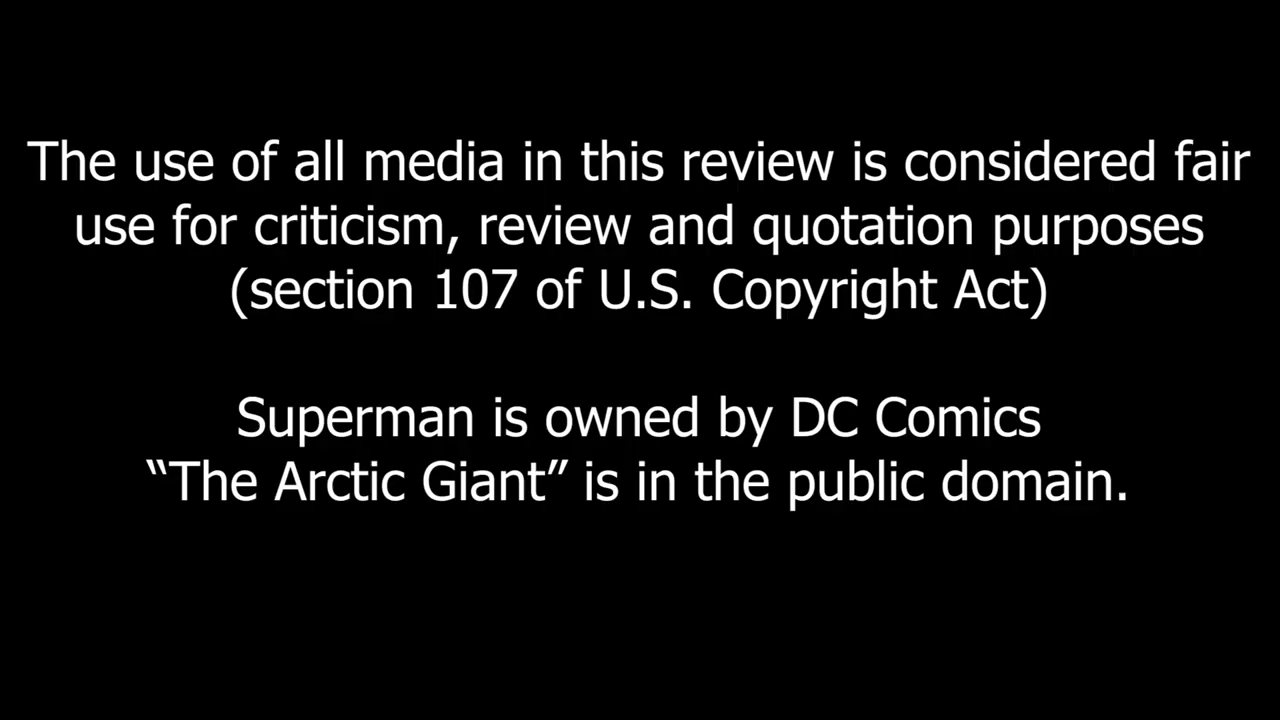 The use of all media in this review is considered fair
use for criticism, review and quotation purposes
(section 107 of U.S. Copyright Act)
Superman is owned by DC Comics
“The Arctic Giant” is in the public domain.